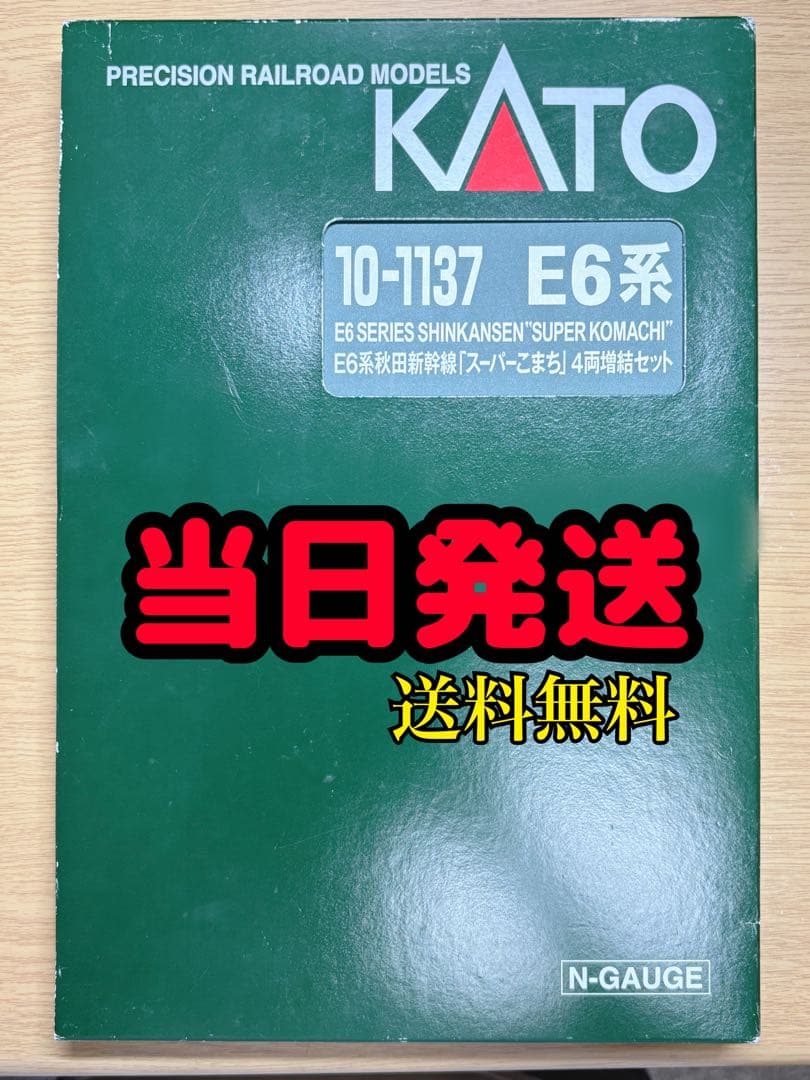 PRECISION RAILROAD MODELS
KATO
10-1137 E6系
E6 SERIES SHINKANSEN "SUPER KOMACHI"
E6系秋田新幹線「スーパーこまち」4両増結セット
当日発送
送料無料
N-GAUGE